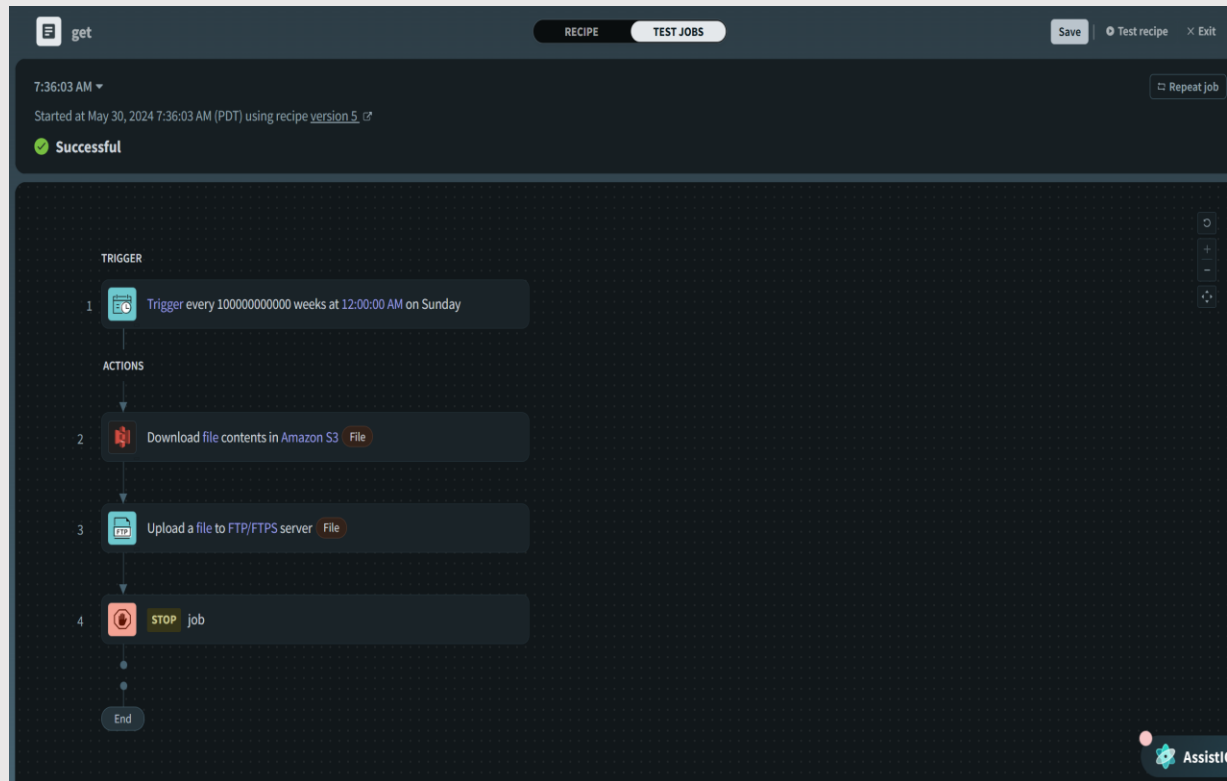 get
RECIPE TEST JOBS
Save Test recipe Exit
7:36:03 AM
Repeat job
Started at May 30, 2024 7:36:03 AM (PDT) using recipe version 5
Successful
TRIGGER
1 Trigger every 100000000000 weeks at 12:00:00 AM on Sunday
ACTIONS
2 Download file contents in Amazon S3 File
3 FTP Upload a file to FTP/FTPS server File
4 STOP job
End